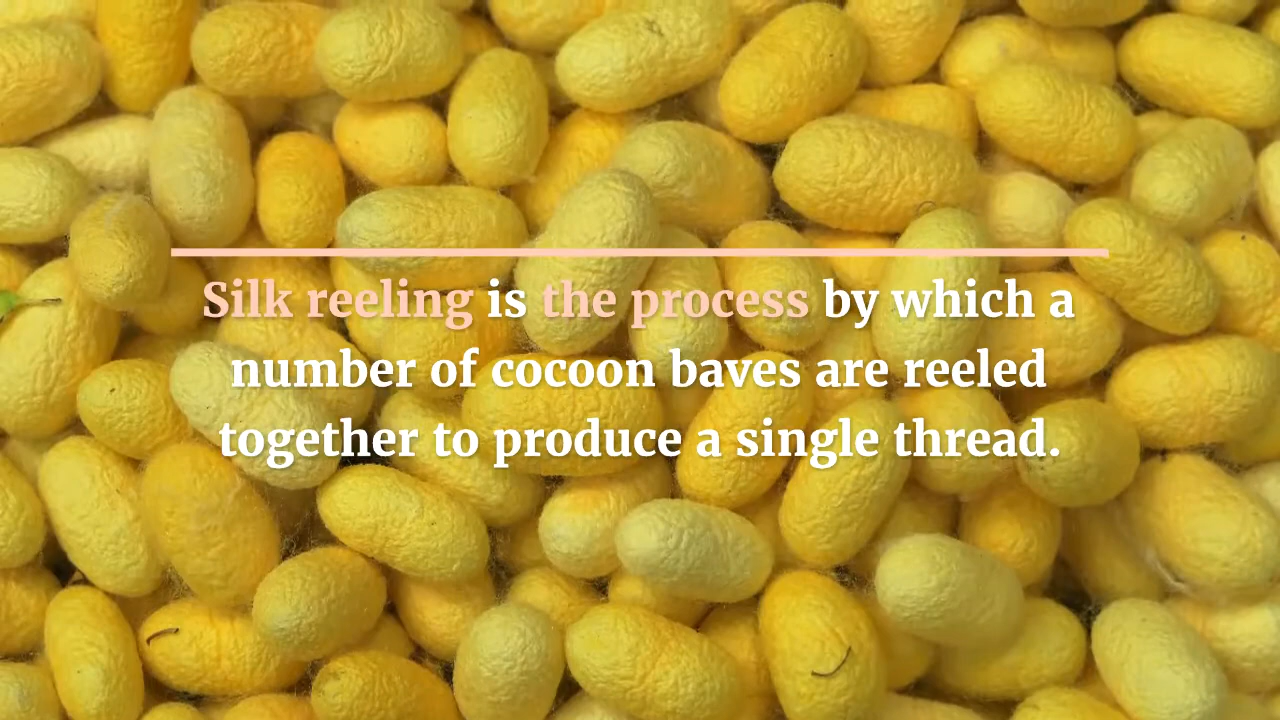 Silk reeling is the process by which a
number of cocoon baves are reeled
together to produce a single thread.